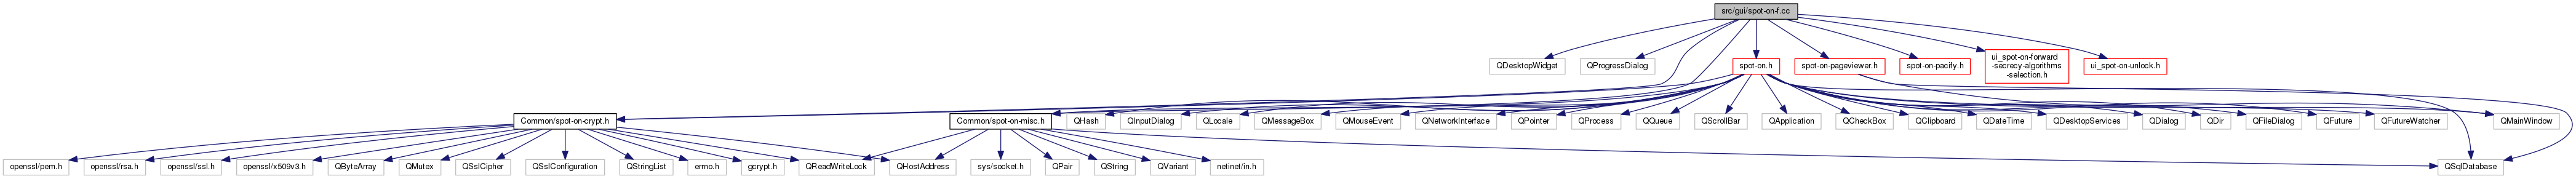 src/gui/spot-on-f.cc
QDesktopWidget
QProgressDialog
spot-on.h
spot-on-pageviewer.h
spot-on-pacify.h
ui_spot-on-forward
-secrecy-algorithms
-selection.h
ui_spot-on-unlock.h
Common/spot-on-crypt.h
Common/spot-on-misc.h
QHash
QInputDialog
QLocale
QMessageBox
QMouseEvent
QNetworkInterface
QPointer
QProcess
QQueue
QScrollBar
QApplication
QCheckBox
QClipboard
QDateTime
QDesktopServices
QDialog
QDir
QFileDialog
QFuture
QFutureWatcher
QMainWindow
openssl/pem.h
openssl/rsa.h
openssl/ssl.h
openssl/x509v3.h
QByteArray
QMutex
QSslCipher
QSslConfiguration
QStringList
errno.h
gcrypt.h
QReadWriteLock
QHostAddress
sys/socket.h
QPair
QString
QVariant
netinet/in.h
QSqlDatabase